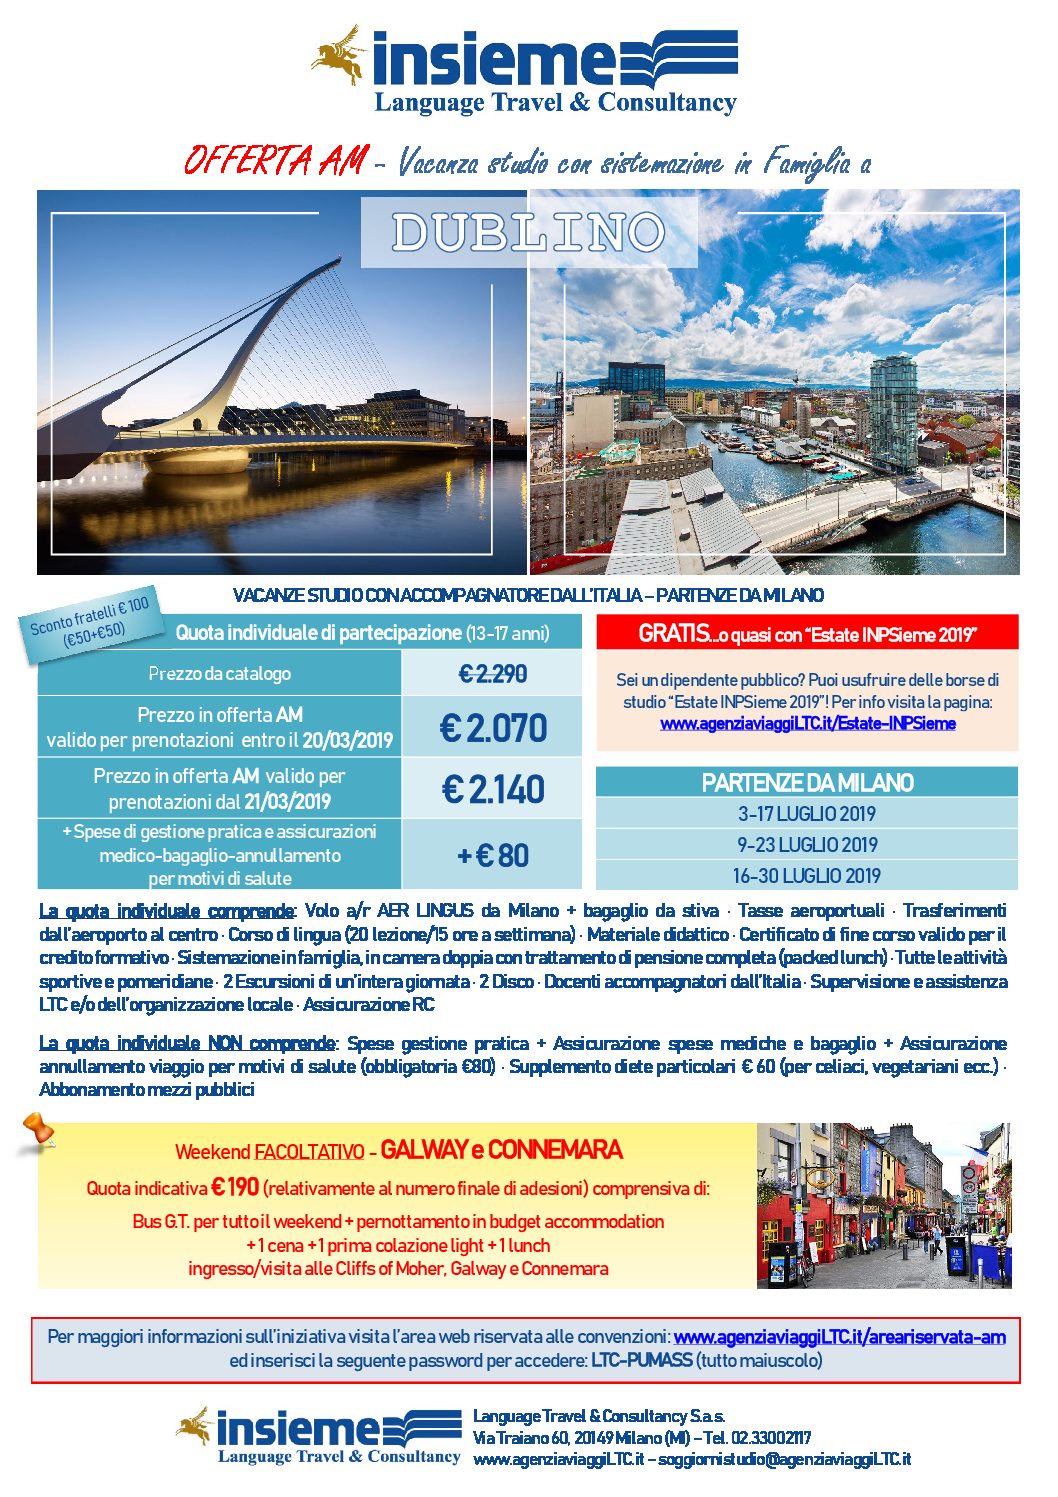 insieme
Language Travel & Consultancy
OFFERTA AM - Vacanza studio con sistemazione in Famiglia a
DUBLINO
VACANZE STUDIO CON ACCOMPAGNATORE DALL'ITALIA – PARTENZE DA MILANO
Sconto fratelli € 100
(€50+€50)
Quota individuale di partecipazione (13-17 anni)
Prezzo da catalogo
€ 2.290
Prezzo in offerta AM
valido per prenotazioni entro il 20/03/2019
€ 2.070
Prezzo in offerta AM valido per
prenotazioni dal 21/03/2019
€ 2.140
+ Spese di gestione pratica e assicurazioni
medico-bagaglio-annullamento
per motivi di salute
+ € 80
GRATIS...o quasi con “Estate INPSieme 2019”
Sei un dipendente pubblico? Puoi usufruire delle borse di
studio “Estate INPSieme 2019”! Per info visita la pagina:
www.agenziaviaggiLTC.it/Estate-INPSieme
PARTENZE DA MILANO
3-17 LUGLIO 2019
9-23 LUGLIO 2019
16-30 LUGLIO 2019
La quota individuale comprende: Volo a/r AER LINGUS da Milano + bagaglio da stiva · Tasse aeroportuali · Trasferimenti
dall'aeroporto al centro · Corso di lingua (20 lezione/15 ore a settimana) · Materiale didattico · Certificato di fine corso valido per il
credito formativo · Sistemazione in famiglia, in camera doppia con trattamento di pensione completa (packed lunch) · Tutte le attività
sportive e pomeridiane · 2 Escursioni di un'intera giornata · 2 Disco · Docenti accompagnatori dall'Italia · Supervisione e assistenza
LTC e/o dell'organizzazione locale · Assicurazione RC
La quota individuale NON comprende: Spese gestione pratica + Assicurazione spese mediche e bagaglio + Assicurazione
annullamento viaggio per motivi di salute (obbligatoria €80) · Supplemento diete particolari € 60 (per celiaci, vegetariani ecc.) ·
Abbonamento mezzi pubblici
Weekend FACOLTATIVO - GALWAY e CONNEMARA
Quota indicativa € 190 (relativamente al numero finale di adesioni) comprensiva di:
Bus G.T. per tutto il weekend + pernottamento in budget accommodation
+ 1 cena + 1 prima colazione light + 1 lunch
ingresso/visita alle Cliffs of Moher, Galway e Connemara
Per maggiori informazioni sull'iniziativa visita l'area web riservata alle convenzioni: www.agenziaviaggiLTC.it/areariservata-am
ed inserisci la seguente password per accedere: LTC-PUMASS (tutto maiuscolo)
insieme
Language Travel & Consultancy
Language Travel & Consultancy S.a.s.
Via Traiano 60, 20149 Milano (MI) – Tel. 02.33002117
www.agenziaviaggiLTC.it – soggiornistudio@agenziaviaggiLTC.it